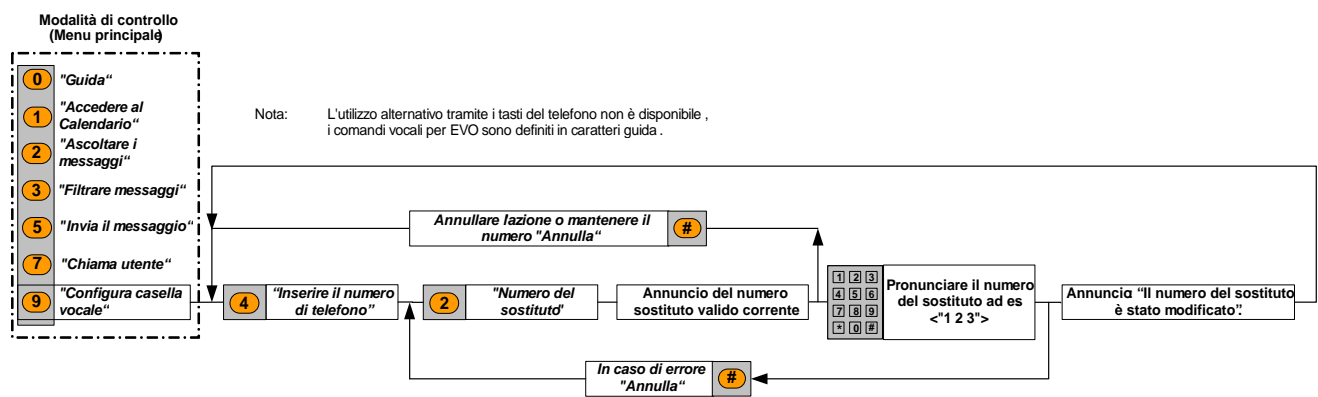 Modalità di controllo
(Menu principale)
0 "Guida“
1 "Accedere al
Calendario“
2 "Ascoltare i
messaggi“
3 "Filtrare messaggi“
5 "Invia il messaggio“
7 "Chiama utente“
9 "Configura casella
vocale“
Nota: L'utilizzo alternativo tramite i tasti del telefono non è disponibile ,
i comandi vocali per EVO sono definiti in caratteri guida .
Annullare lazione o mantenere il
numero "Annulla“
#
4 “Inserire il numero
di telefono”
2 "Numero del
sostituto"
Annuncio del numero
sostituto valido corrente
1 2 3
4 5 6
7 8 9
* 0 #
Pronunciare il numero
del sostituto ad es
<"1 2 3">
Annuncia: “Il numero del sostituto
è stato modificato”.
In caso di errore
"Annulla“
#